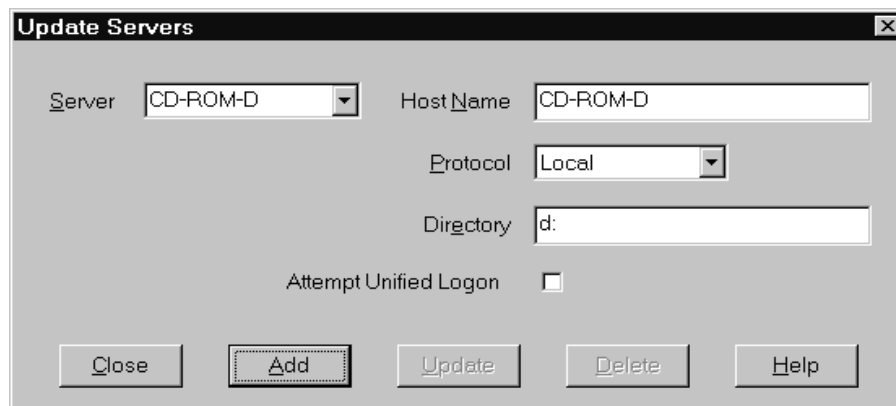 Update Servers
Server CD-ROM-D Host Name CD-ROM-D
Protocol Local
Directory d:
Attempt Unified Logon
Close Add Update Delete Help